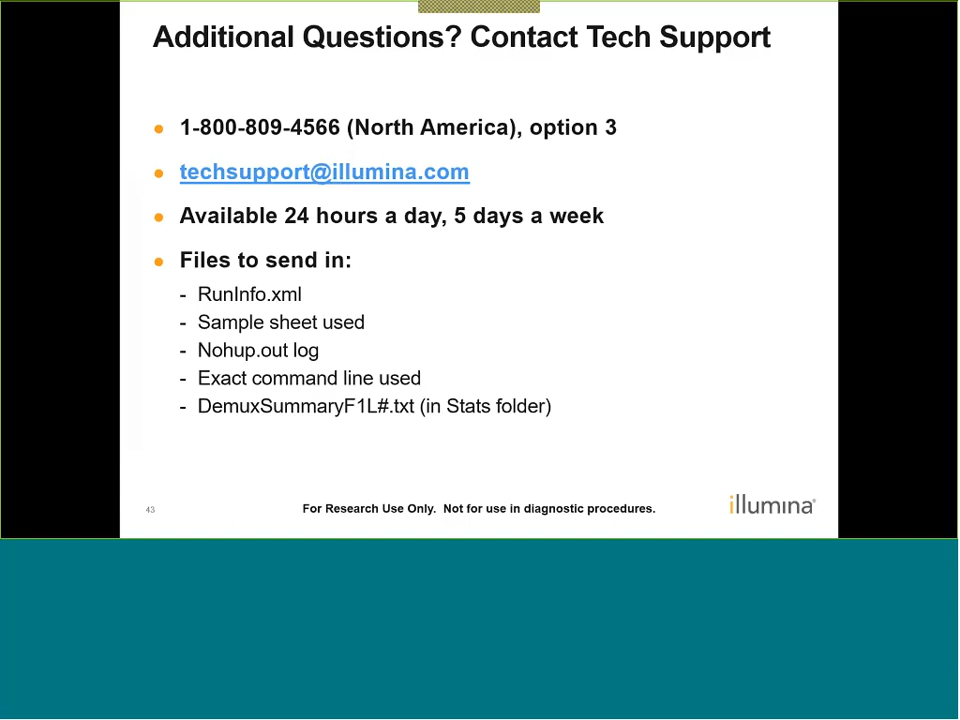 Additional Questions? Contact Tech Support
● 1-800-809-4566 (North America), option 3
● techsupport@illumina.com
● Available 24 hours a day, 5 days a week
● Files to send in:
- RunInfo.xml
- Sample sheet used
- Nohup.out log
- Exact command line used
- DemuxSummaryF1L#.txt (in Stats folder)
43
For Research Use Only. Not for use in diagnostic procedures.
illumina®